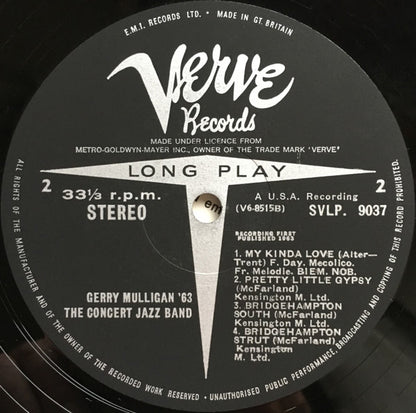 E.M.I. RECORDS LTD. • MADE IN GT. BRITAIN
Verve
Records
MADE UNDER LICENCE FROM
METRO-GOLDWYN-MAYER INC., OWNER OF THE TRADE MARK 'VERVE'
LONG PLAY
2 33⅓ r.p.m.
STEREO
em
A U.S.A. Recording 2
(V6-8515B) SVLP. 9037
RECORDING FIRST
PUBLISHED 1963
1. MY KINDA LOVE (Alter-
Trent) F. Day. Mecolico.
Fr. Melodie. BIEM. NOB.
2. PRETTY LITTLE GYPSY
(McFarland)
Kensington M. Ltd.
3. BRIDGEHAMPTON
SOUTH (McFarland)
Kensington M. Ltd.
4. BRIDGEHAMPTON
STRUT (McFarland),
Kensington
M. Ltd.
GERRY MULLIGAN '63
THE CONCERT JAZZ BAND
ALL RIGHTS OF THE MANUFACTURER AND OF THE OWNER OF THE RECORDED WORK RESERVED • UNAUTHORISED PUBLIC PERFORMANCE, BROADCASTING AND COPYING OF THIS RECORD PROHIBITED.